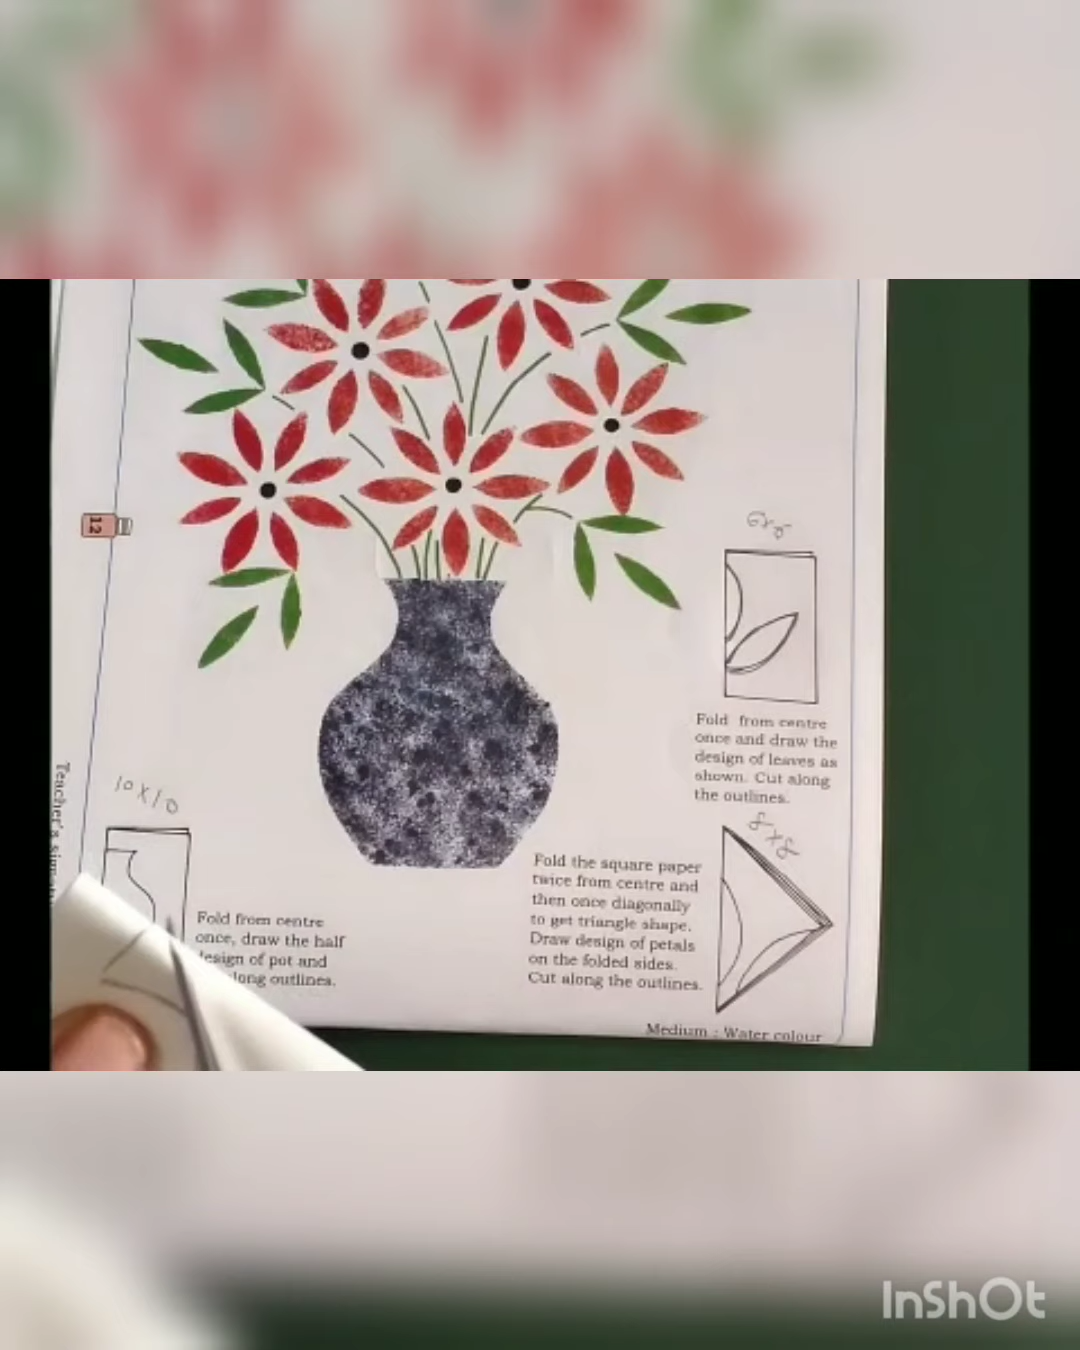 12
6x6
Fold from centre
once and draw the
design of leaves as
shown. Cut along
the outlines.
10x10
Fold from centre
once, draw the half
design of pot and
along outlines.
8x8
Fold the square paper
twice from centre and
then once diagonally
to get triangle shape.
Draw design of petals
on the folded sides.
Cut along the outlines.
Medium : Water colour
Teacher's
InShOt